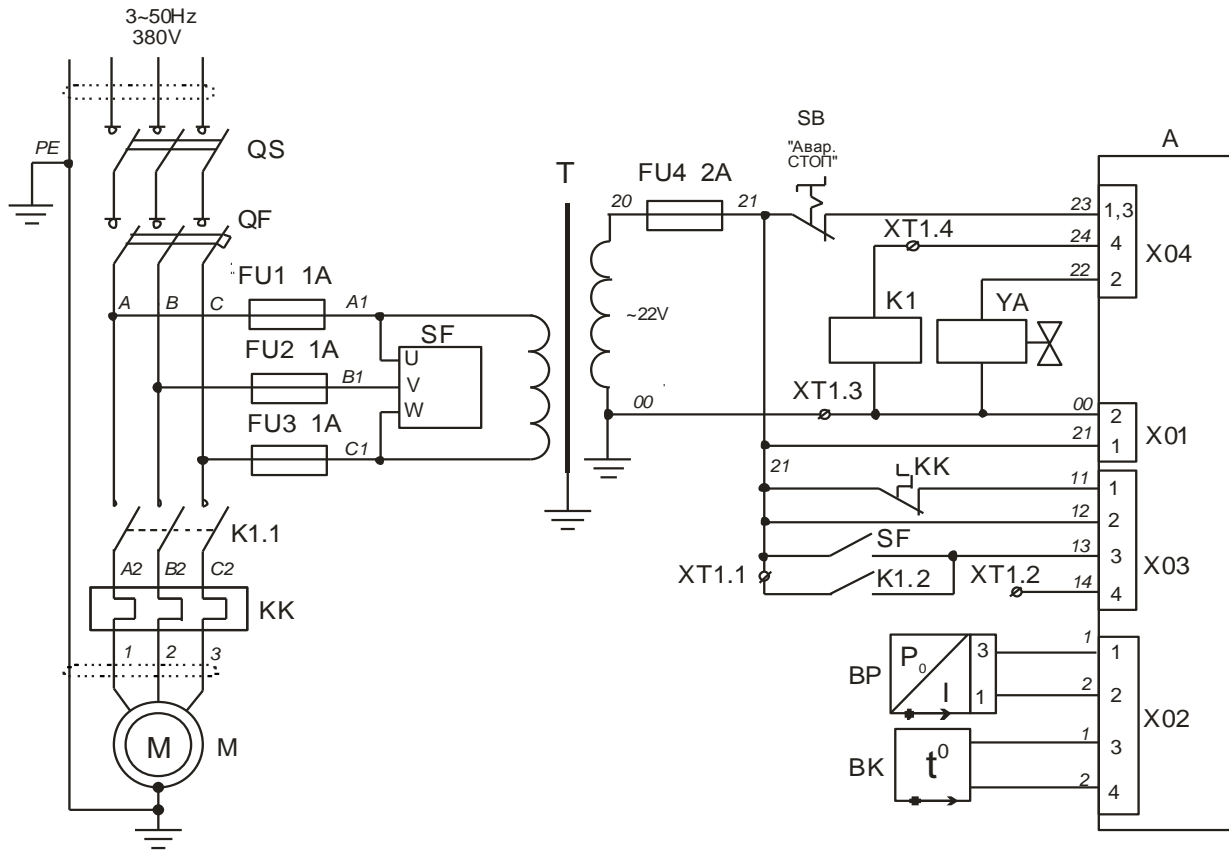 3~50Hz
380V
PE
QS
QF
A
B
C
FU1 1A
A1
FU2 1A
B1
FU3 1A
C1
SF
U
V
W
K1.1
A2
B2
C2
KK
1
2
3
M
M
T
20
FU4 2A
21
~22V
00
SB
"Авар.
СТОП"
A
23
1,3
XT1.4
24
4
X04
22
2
K1
YA
XT1.3
00
2
X01
21
1
21
KK
11
1
12
2
SF
13
3
X03
XT1.1
K1.2
XT1.2
14
4
BP
P0
I
3
1
1
1
2
2
X02
BK
t0
1
3
2
4